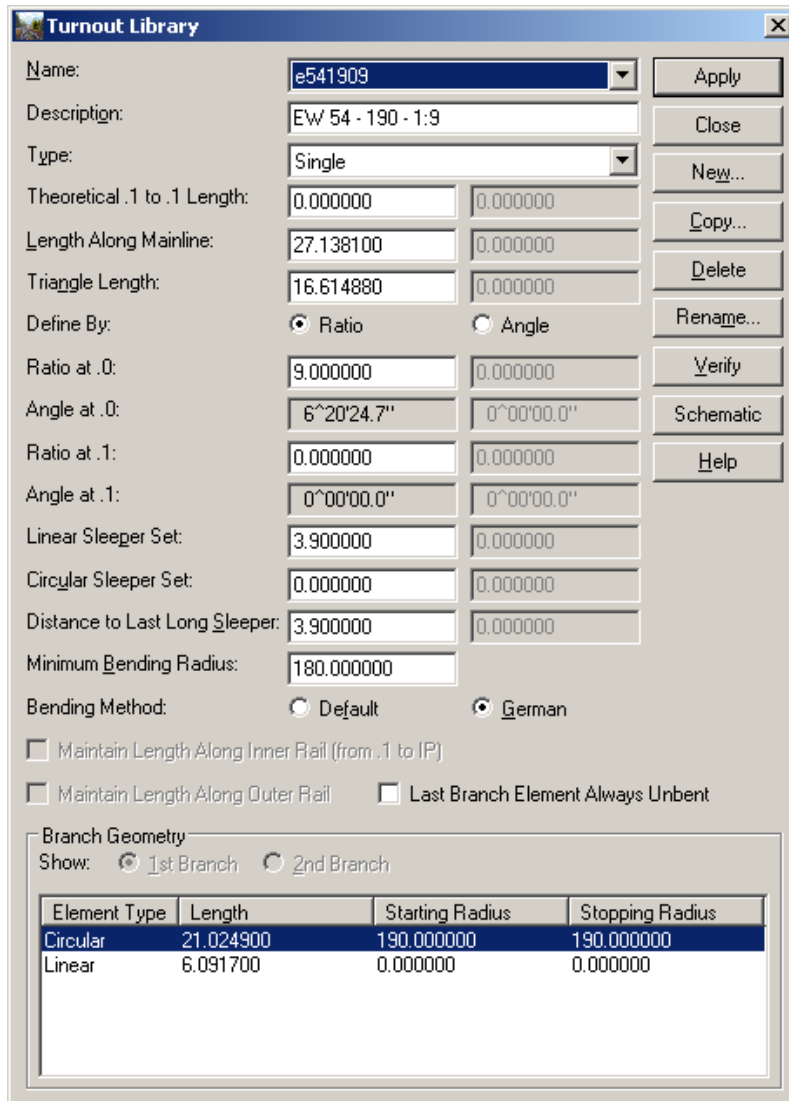 Turnout Library
Name: e541909 Apply
Description: EW 54 - 190 - 1:9 Close
Type: Single New...
Theoretical .1 to .1 Length: 0.000000 0.000000
Length Along Mainline: 27.138100 0.000000 Copy...
Triangle Length: 16.614880 0.000000 Delete
Define By: Ratio Angle Rename...
Ratio at .0: 9.000000 0.000000 Verify
Angle at .0: 6^20'24.7" 0^00'00.0" Schematic
Ratio at .1: 0.000000 0.000000 Help
Angle at .1: 0^00'00.0" 0^00'00.0"
Linear Sleeper Set: 3.900000 0.000000
Circular Sleeper Set: 0.000000 0.000000
Distance to Last Long Sleeper: 3.900000 0.000000
Minimum Bending Radius: 180.000000
Bending Method: Default German
Maintain Length Along Inner Rail (from .1 to IP)
Maintain Length Along Outer Rail Last Branch Element Always Unbent
Branch Geometry
Show: 1st Branch 2nd Branch
Element Type Length Starting Radius Stopping Radius
Circular 21.024900 190.000000 190.000000
Linear 6.091700 0.000000 0.000000